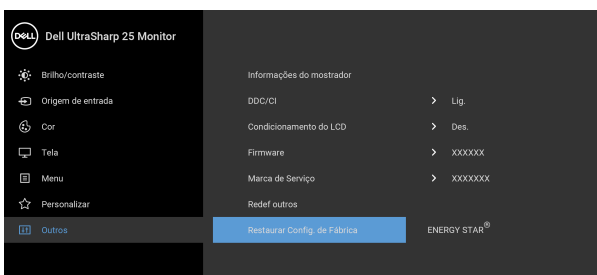 DELL Dell UltraSharp 25 Monitor
Brilho/contraste
Origem de entrada
Cor
Tela
Menu
Personalizar
Outros
Informações do mostrador
DDC/CI Lig.
Condicionamento do LCD Des.
Firmware XXXXXX
Marca de Serviço XXXXXXX
Redef outros
Restaurar Config. de Fábrica ENERGY STAR®